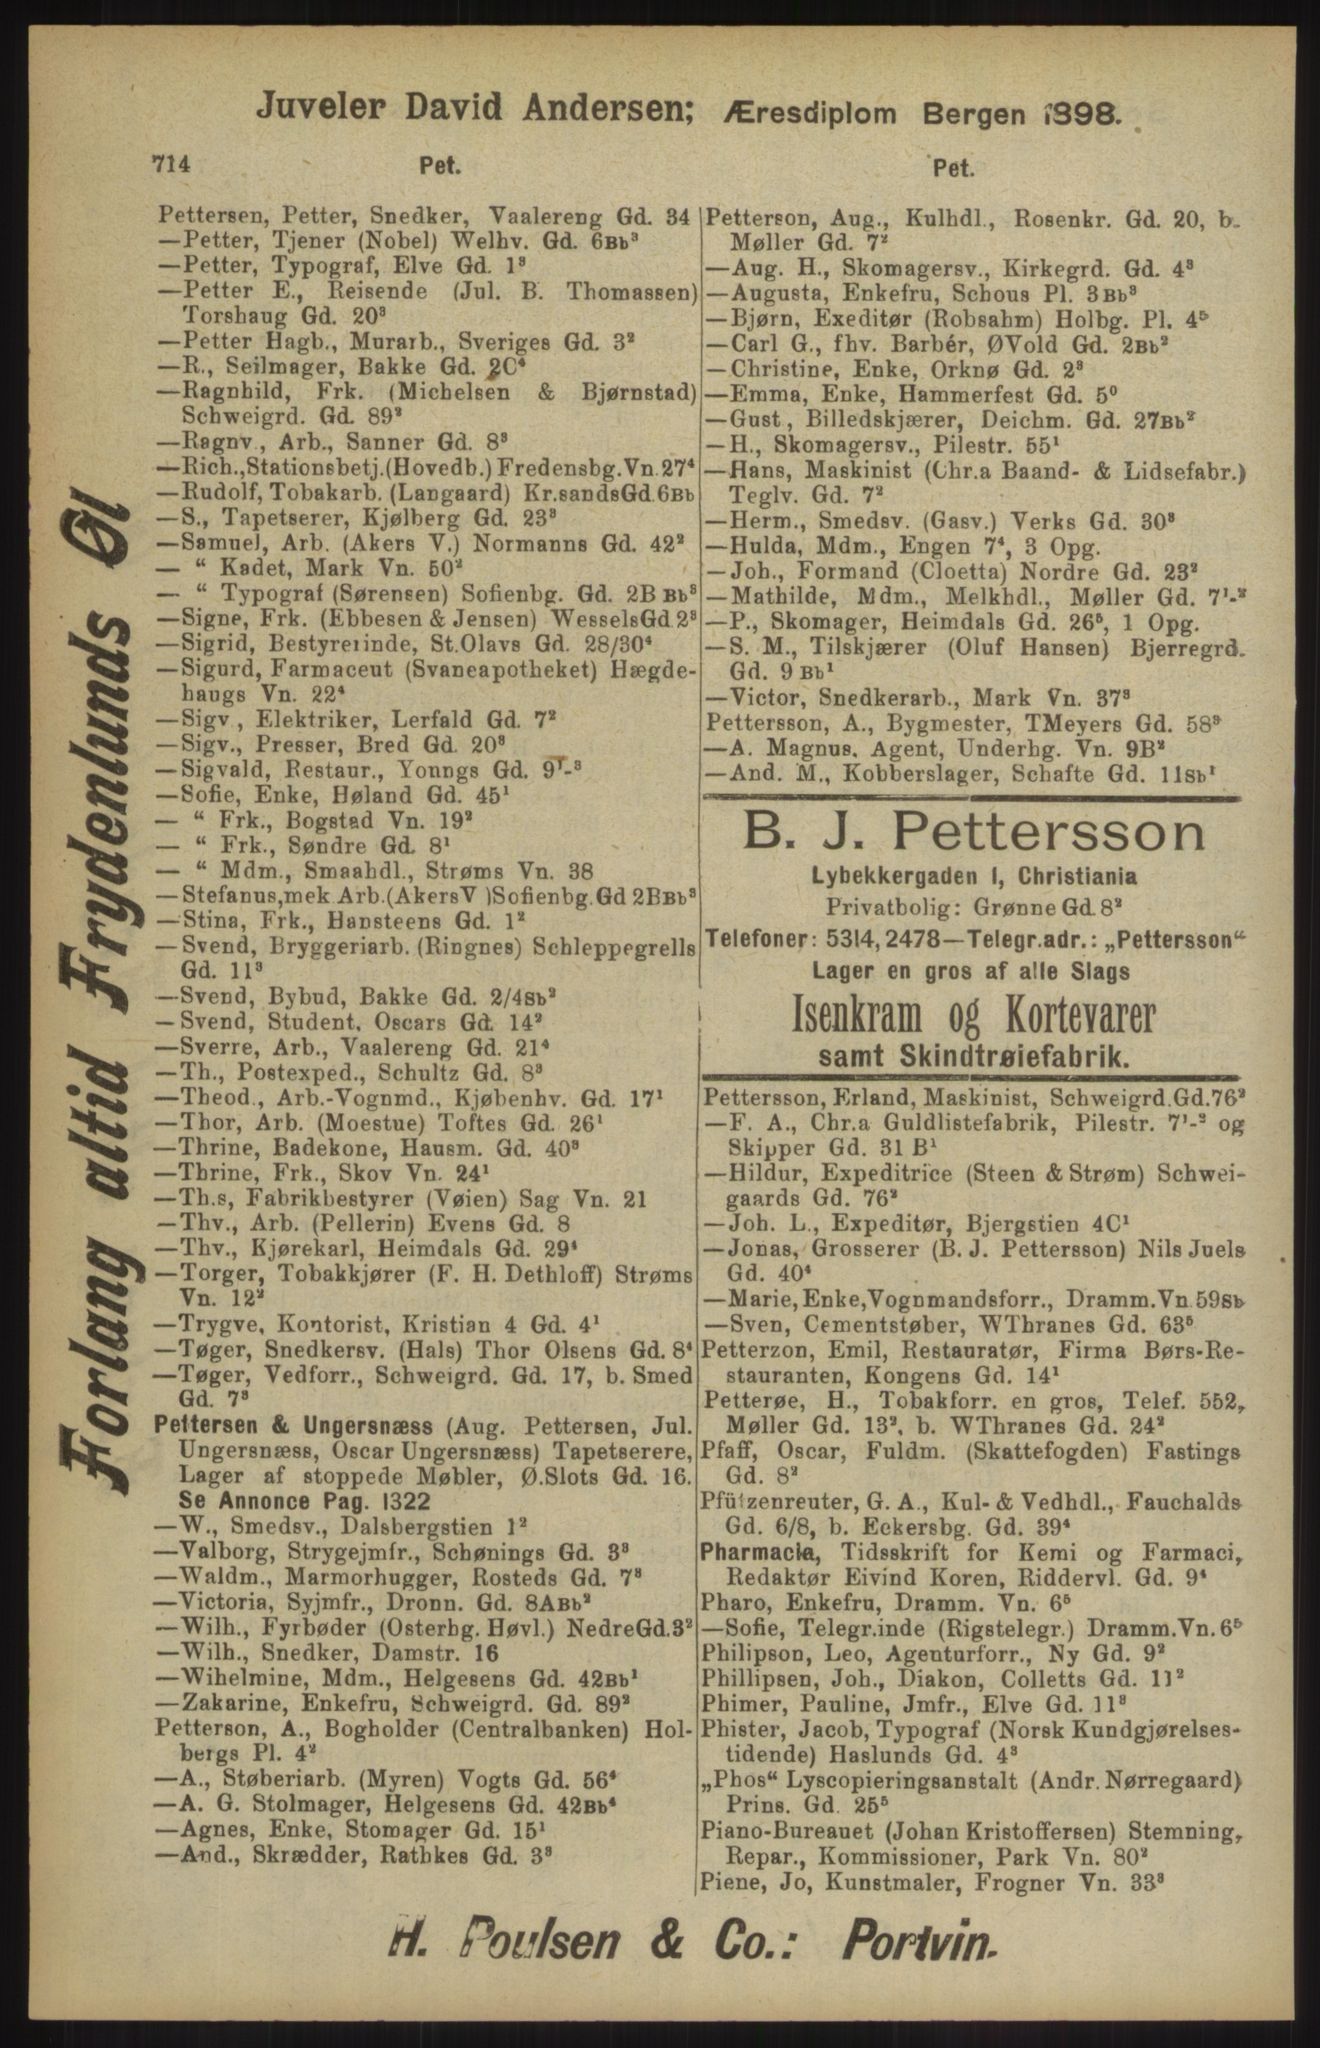 Juveler David Andersen; Æresdiplom Bergen 1898.
714 Pet. Pet.
Forlang altid Frydenlunds Øl
Pettersen, Petter, Snedker, Vaalereng Gd. 34
—Petter, Tjener (Nobel) Welhv. Gd. 6Bb³
—Petter, Typograf, Elve Gd. 1³
—Petter E., Reisende (Jul. B. Thomassen)
Torshaug Gd. 20³
—Petter Hagb., Murarb., Sveriges Gd. 3²
—R., Seilmager, Bakke Gd. 2C⁴
—Ragnhild, Frk. (Michelsen & Bjørnstad)
Schweigrd. Gd. 89²
—Ragnv., Arb., Sanner Gd. 8³
—Rich., Stationsbetj. (Hovedb.) Fredensbg. Vn. 27⁴
—Rudolf, Tobakarb. (Langaard) Kr.sands Gd. 6Bb
—S., Tapetserer, Kjølberg Gd. 23³
—Samuel, Arb. (Akers V.) Normanns Gd. 42²
— “ Kadet, Mark Vn. 50²
— “ Typograf (Sørensen) Sofienbg. Gd. 2B Bb³
—Signe, Frk. (Ebbesen & Jensen) Wessels Gd 2³
—Sigrid, Bestyrerinde, St. Olavs Gd. 28/30⁴
—Sigurd, Farmaceut (Svaneapotheket) Hægde-
haugs Vn. 22⁴
—Sigv., Elektriker, Lerfald Gd. 7²
—Sigv., Presser, Bred Gd. 20³
—Sigvald, Restaur., Youngs Gd. 9¹-³
—Sofie, Enke, Høland Gd. 45¹
— “ Frk., Bogstad Vn. 19²
— “ Frk., Søndre Gd. 8¹
— “ Mdm., Smaahdl., Strøms Vn. 38
—Stefanus, mek. Arb. (Akers V.) Sofienbg. Gd 2BBb³
—Stina, Frk., Hansteens Gd. 1²
—Svend, Bryggeriarb. (Ringnes) Schleppegrells
Gd. 11³
—Svend, Bybud, Bakke Gd. 2/4Sb²
—Svend, Student, Oscars Gd. 14²
—Sverre, Arb., Vaalereng Gd. 21⁴
—Th., Postexped., Schultz Gd. 8³
—Theod., Arb.-Vognmd., Kjøbenhv. Gd. 17¹
—Thor, Arb. (Moestue) Toftes Gd. 26¹
—Thrine, Badekone, Hausm. Gd. 40³
—Thrine, Frk., Skov Vn. 24¹
—Th.s, Fabrikbestyrer (Vøien) Sag Vn. 21
—Thv., Arb. (Pellerin) Evens Gd. 8
—Thv., Kjørekarl, Heimdals Gd. 29⁴
—Torger, Tobakkjører (F. H. Dethloff) Strøms
Vn. 12²
—Trygve, Kontorist, Kristian 4 Gd. 4¹
—Tøger, Snedkersv. (Hals) Thor Olsens Gd. 8⁴
—Tøger, Vedforr., Schweigrd. Gd. 17, b. Smed
Gd. 7³
Pettersen & Ungersnæss (Aug. Pettersen, Jul.
Ungersnæss, Oscar Ungersnæss) Tapetserere,
Lager af stoppede Møbler, Ø. Slots Gd. 16.
Se Annonce Pag. 1322
—W., Smedsv., Dalsbergstien 1²
—Valborg, Strygejmfr., Schønings Gd. 3³
—Waldm., Marmorhugger, Rosteds Gd. 7³
—Victoria, Syjmfr., Dronn. Gd. 8ABb²
—Wilh., Fyrbøder (Osterbg. Høvl.) Nedre Gd. 3²
—Wilh., Snedker, Damstr. 16
—Wihelmine, Mdm., Helgesens Gd. 42Bb¹
—Zakarine, Enkefru, Schweigrd. Gd. 89²
Petterson, A., Bogholder (Centralbanken) Hol-
bergs Pl. 4²
—A., Støberiarb. (Myren) Vogts Gd. 56⁴
—A. G. Stolmager, Helgesens Gd. 42Bb⁴
—Agnes, Enke, Stomager Gd. 15¹
—And., Skrædder, Rathkes Gd. 3³
Petterson, Aug., Kulhdl., Rosenkr. Gd. 20, b.
Møller Gd. 7²
—Aug. H., Skomagersv., Kirkegrd. Gd. 4³
—Augusta, Enkefru, Schous Pl. 3Bb³
—Bjørn, Exeditør (Robsahm) Holbg. Pl. 4⁵
—Carl G., fhv. Barbér, ØVold Gd. 2Bb²
—Christine, Enke, Orknø Gd. 2³
—Emma, Enke, Hammerfest Gd. 5⁰
—Gust., Billedskjærer, Deichm. Gd. 27Bb²
—H., Skomagersv., Pilestr. 55¹
—Hans, Maskinist (Chr.a Baand- & Lidsefabr.)
Teglv. Gd. 7²
—Herm., Smedsv. (Gasv.) Verks Gd. 30³
—Hulda, Mdm., Engen 7⁴, 3 Opg.
—Joh., Formand (Cloetta) Nordre Gd. 23²
—Mathilde, Mdm., Melkhdl., Møller Gd. 7¹-²
—P., Skomager, Heimdals Gd. 26⁵, 1 Opg.
—S. M., Tilskjærer (Oluf Hansen) Bjerregrd.
Gd. 9 Bb¹
—Victor, Snedkerarb., Mark Vn. 37³
Pettersson, A., Bygmester, TMeyers Gd. 58³
—A. Magnus, Agent, Underhg. Vn. 9B²
—And. M., Kobberslager, Schafte Gd. 11Sb¹
B. J. Pettersson
Lybekkergaden 1, Christiania
Privatbolig: Grønne Gd. 8²
Telefoner: 5314, 2478—Telegr.adr.: „Pettersson“
Lager en gros af alle Slags
Isenkram og Kortevarer
samt Skindtrøiefabrik.
Pettersson, Erland, Maskinist, Schweigrd. Gd. 76²
—F. A., Chr.a Guldlistefabrik, Pilestr. 7¹-² og
Skipper Gd. 31 B¹
—Hildur, Expeditrice (Steen & Strøm) Schwei-
gaards Gd. 76²
—Joh. L., Expeditør, Bjergstien 4C¹
—Jonas, Grosserer (B. J. Pettersson) Nils Juels
Gd. 40⁴
—Marie, Enke, Vognmandsforr., Dramm. Vn. 59Sb
—Sven, Cementstøber, WThranes Gd. 63⁵
Petterzon, Emil, Restauratør, Firma Børs-Re-
stauranten, Kongens Gd. 14¹
Petterøe, H., Tobakforr. en gros, Telef. 552,
Møller Gd. 13², b. WThranes Gd. 24²
Pfaff, Oscar, Fuldm. (Skattefogden) Fastings
Gd. 8²
Pfützenreuter, G. A., Kul- & Vedhdl., Fauchalds
Gd. 6/8, b. Eckersbg. Gd. 39⁴
Pharmacia, Tidsskrift for Kemi og Farmaci,
Redaktør Eivind Koren, Riddervl. Gd. 9⁴
Pharo, Enkefru, Dramm. Vn. 6⁵
—Sofie, Telegr.inde (Rigstelegr.) Dramm. Vn. 6⁵
Philipson, Leo, Agenturforr., Ny Gd. 9²
Phillipsen, Joh., Diakon, Colletts Gd. 11²
Phimer, Pauline, Jmfr., Elve Gd. 11³
Phister, Jacob, Typograf (Norsk Kundgjørelses-
tidende) Haslunds Gd. 4³
„Phos“ Lyscopieringsanstalt (Andr. Nørregaard)
Prins. Gd. 25⁵
Piano-Bureauet (Johan Kristoffersen) Stemning,
Repar., Kommissioner, Park Vn. 80²
Piene, Jo, Kunstmaler, Frogner Vn. 33³
H. Poulsen & Co.: Portvin.